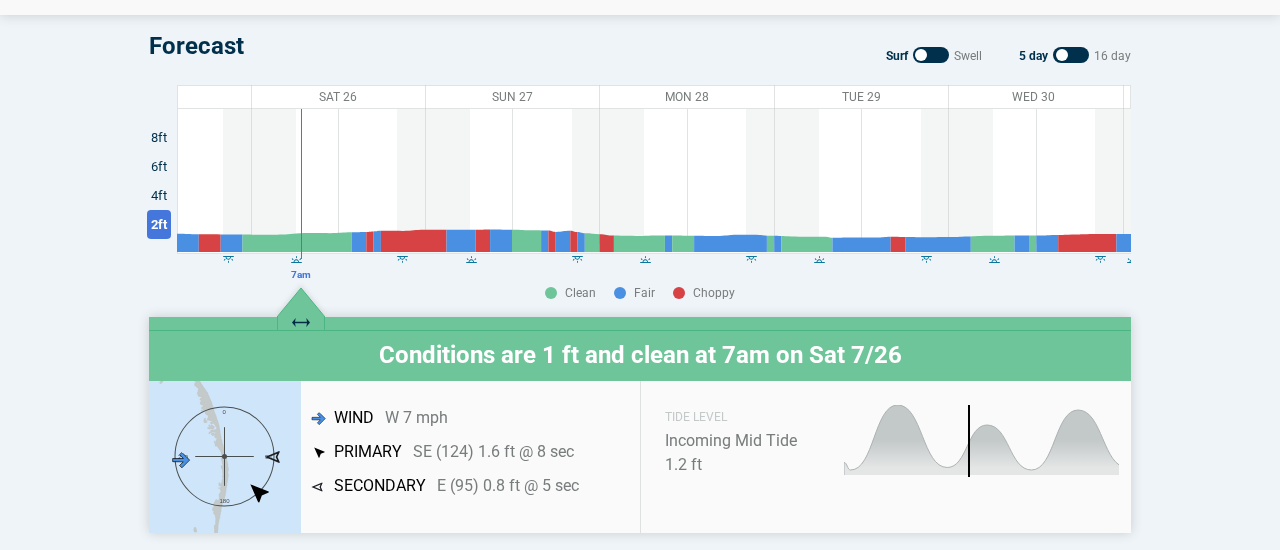 Forecast
Surf Swell 5 day 16 day
SAT 26 SUN 27 MON 28 TUE 29 WED 30
8ft
6ft
4ft
2ft
7am
Clean Fair Choppy
Conditions are 1 ft and clean at 7am on Sat 7/26
0
180
WIND W 7 mph
PRIMARY SE (124) 1.6 ft @ 8 sec
SECONDARY E (95) 0.8 ft @ 5 sec
TIDE LEVEL
Incoming Mid Tide
1.2 ft